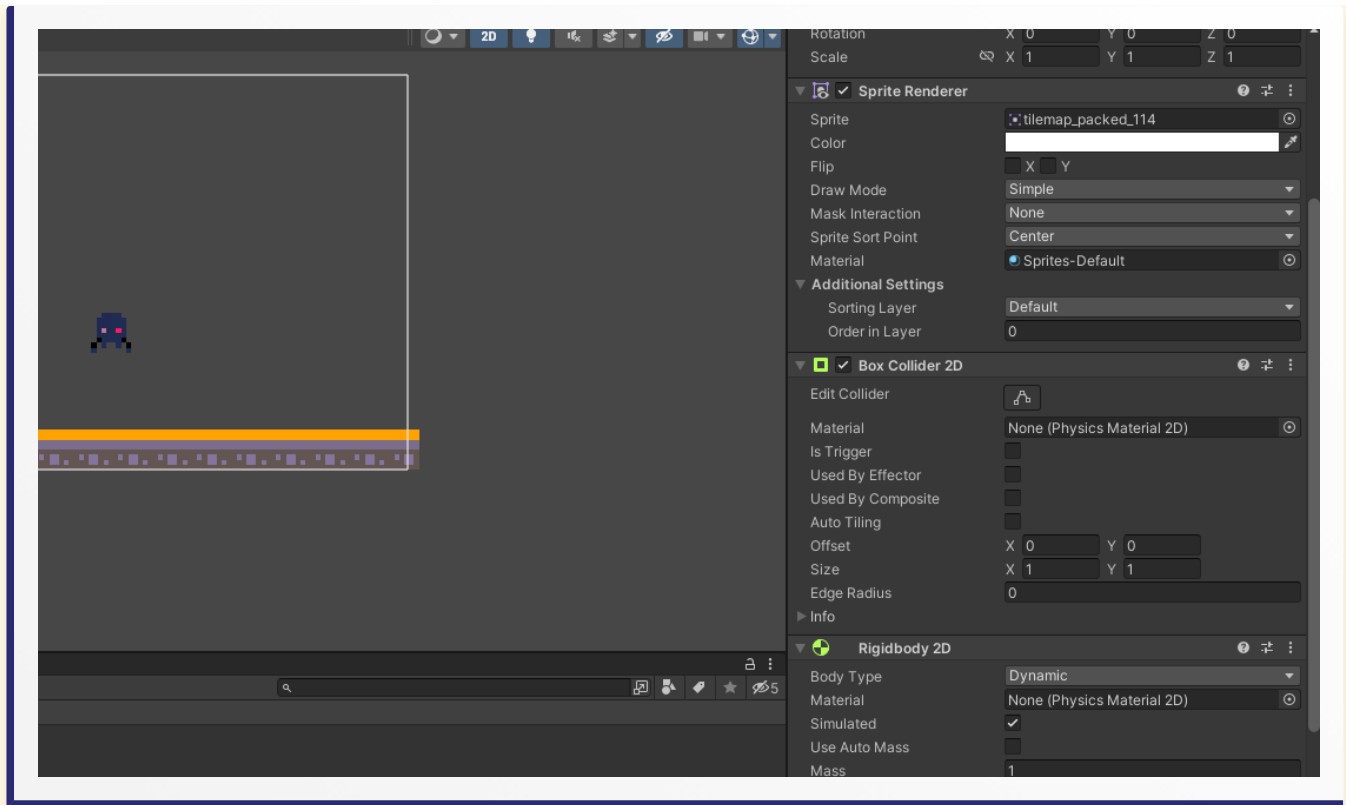 2D
Rotation X 0 Y 0 Z 0
Scale X 1 Y 1 Z 1
Sprite Renderer
Sprite tilemap_packed_114
Color
Flip X Y
Draw Mode Simple
Mask Interaction None
Sprite Sort Point Center
Material Sprites-Default
Additional Settings
Sorting Layer Default
Order in Layer 0
Box Collider 2D
Edit Collider
Material None (Physics Material 2D)
Is Trigger
Used By Effector
Used By Composite
Auto Tiling
Offset X 0 Y 0
Size X 1 Y 1
Edge Radius 0
Info
Rigidbody 2D
Body Type Dynamic
Material None (Physics Material 2D)
Simulated
Use Auto Mass
Mass 1
5